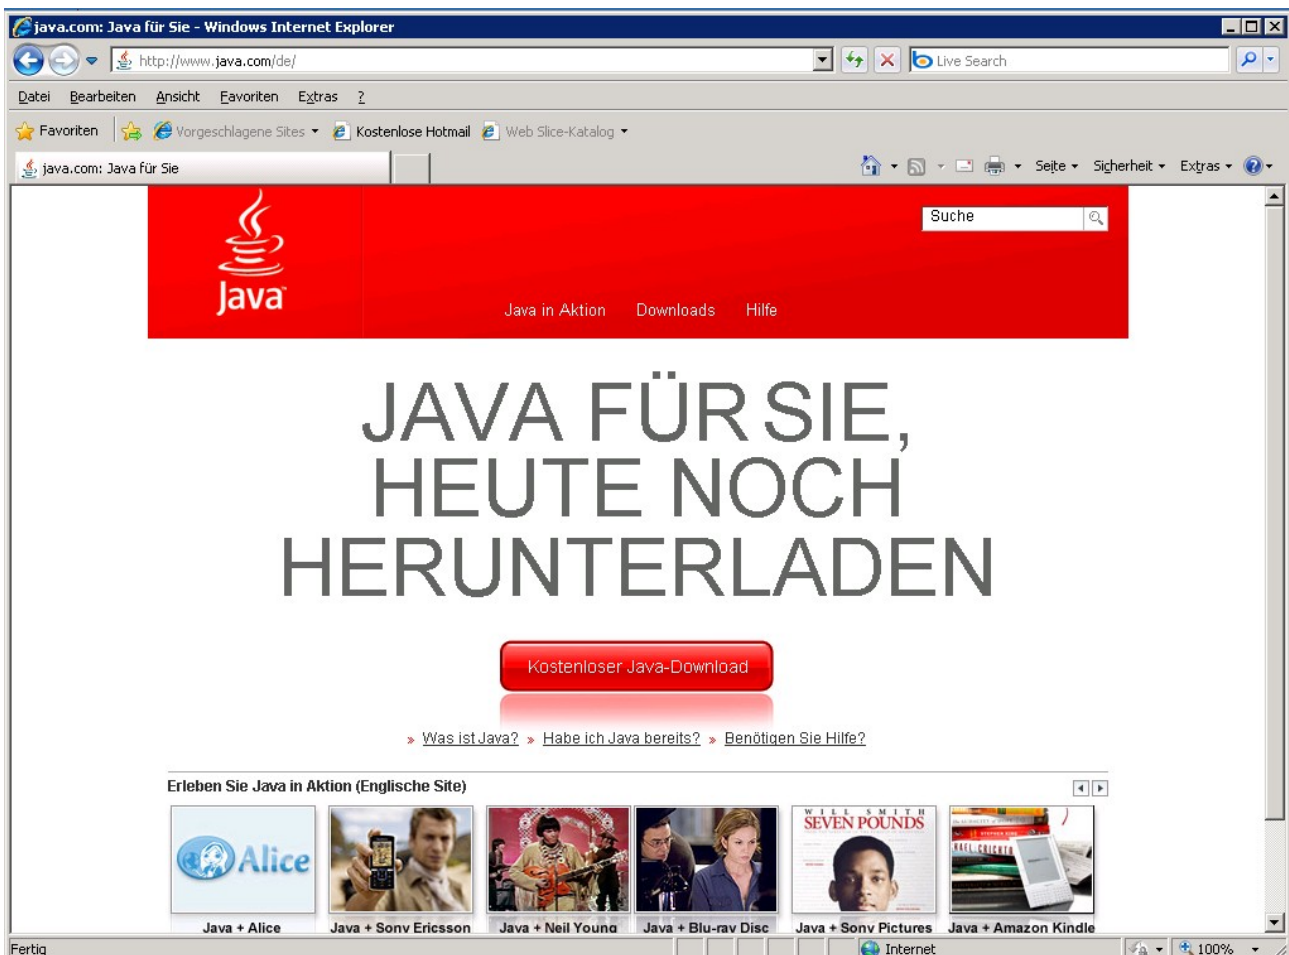 java.com: Java für Sie - Windows Internet Explorer
http://www.java.com/de/
Live Search
Datei Bearbeiten Ansicht Favoriten Extras ?
Favoriten Vorgeschlagene Sites Kostenlose Hotmail Web Slice-Katalog
java.com: Java für Sie
Seite Sicherheit Extras
Suche
Java
Java in Aktion Downloads Hilfe
JAVA FÜR SIE,
HEUTE NOCH
HERUNTERLADEN
Kostenloser Java-Download
» Was ist Java? » Habe ich Java bereits? » Benötigen Sie Hilfe?
Erleben Sie Java in Aktion (Englische Site)
Alice
WILL SMITH
SEVEN POUNDS
STEPHEN KING
Java + Alice Java + Sony Ericsson Java + Neil Young Java + Blu-ray Disc Java + Sony Pictures Java + Amazon Kindle
Fertig Internet 100%